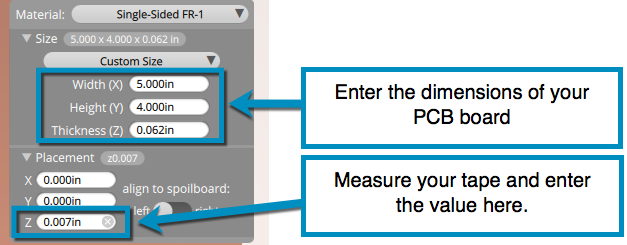 Material: Single-Sided FR-1
Size 5.000 x 4.000 x 0.062 in
Custom Size
Width (X) 5.000in
Height (Y) 4.000in
Thickness (Z) 0.062in
Placement z0.007
X 0.000in
align to spoilboard:
Y 0.000in
left
Z 0.007in
Enter the dimensions of your
PCB board
Measure your tape and enter
the value here.